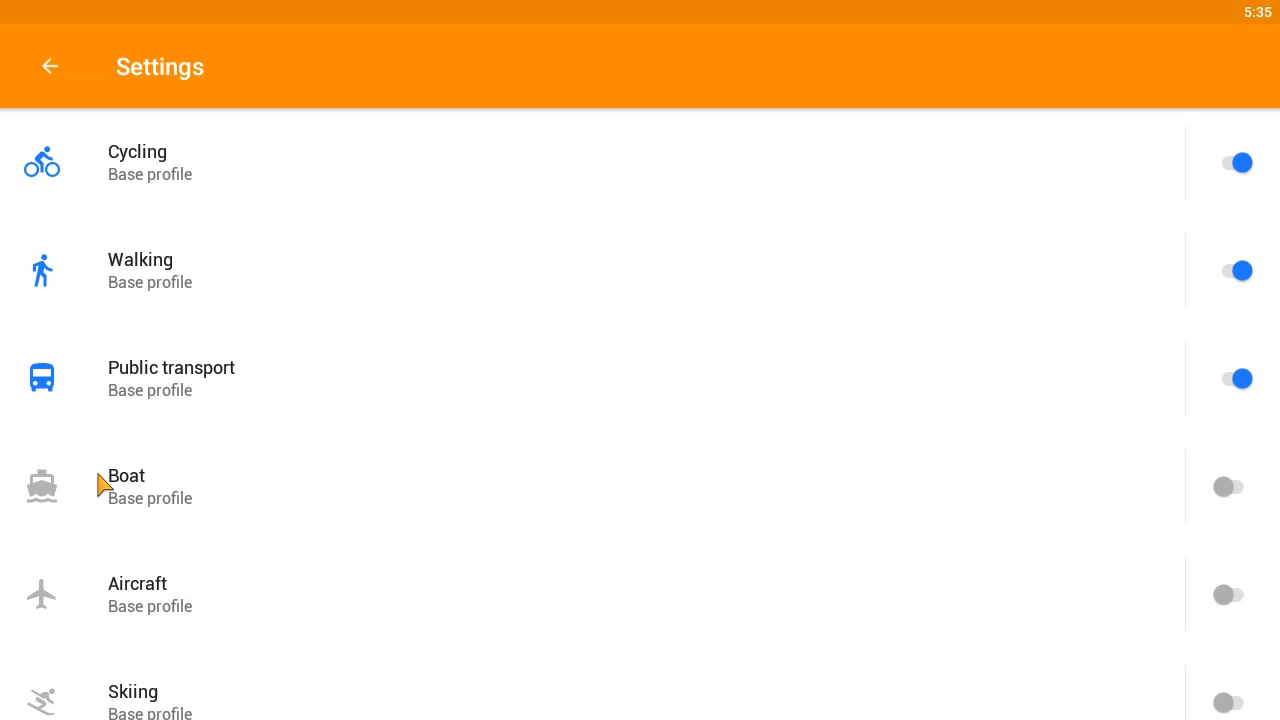 5:35
Settings
Cycling
Base profile
Walking
Base profile
Public transport
Base profile
Boat
Base profile
Aircraft
Base profile
Skiing
Base profile